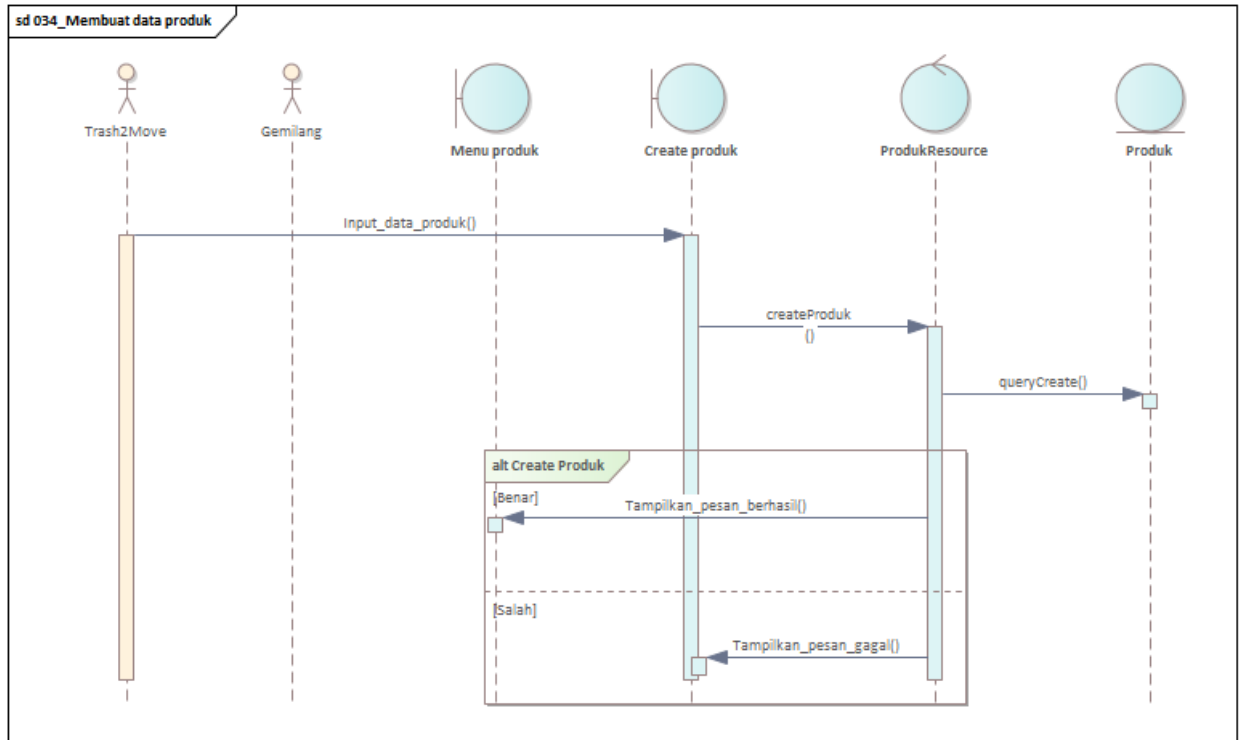 sd 034_Membuat data produk
Trash2Move
Gemilang
Menu produk
Create produk
ProdukResource
Produk
Input_data_produk()
createProduk
()
queryCreate()
alt Create Produk
[Benar]
Tampilkan_pesan_berhasil()
[Salah]
Tampilkan_pesan_gagal()